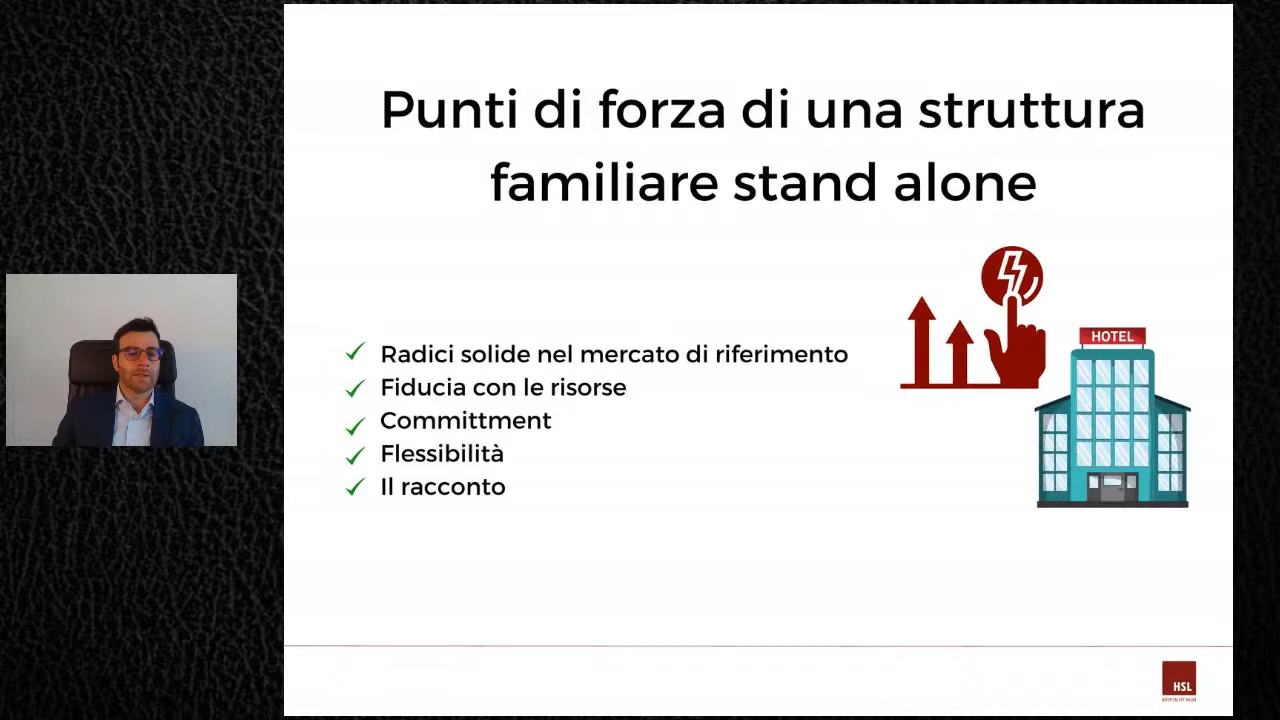 Punti di forza di una struttura
familiare stand alone
HOTEL
Radici solide nel mercato di riferimento
Fiducia con le risorse
Committment
Flessibilità
Il racconto
HSL